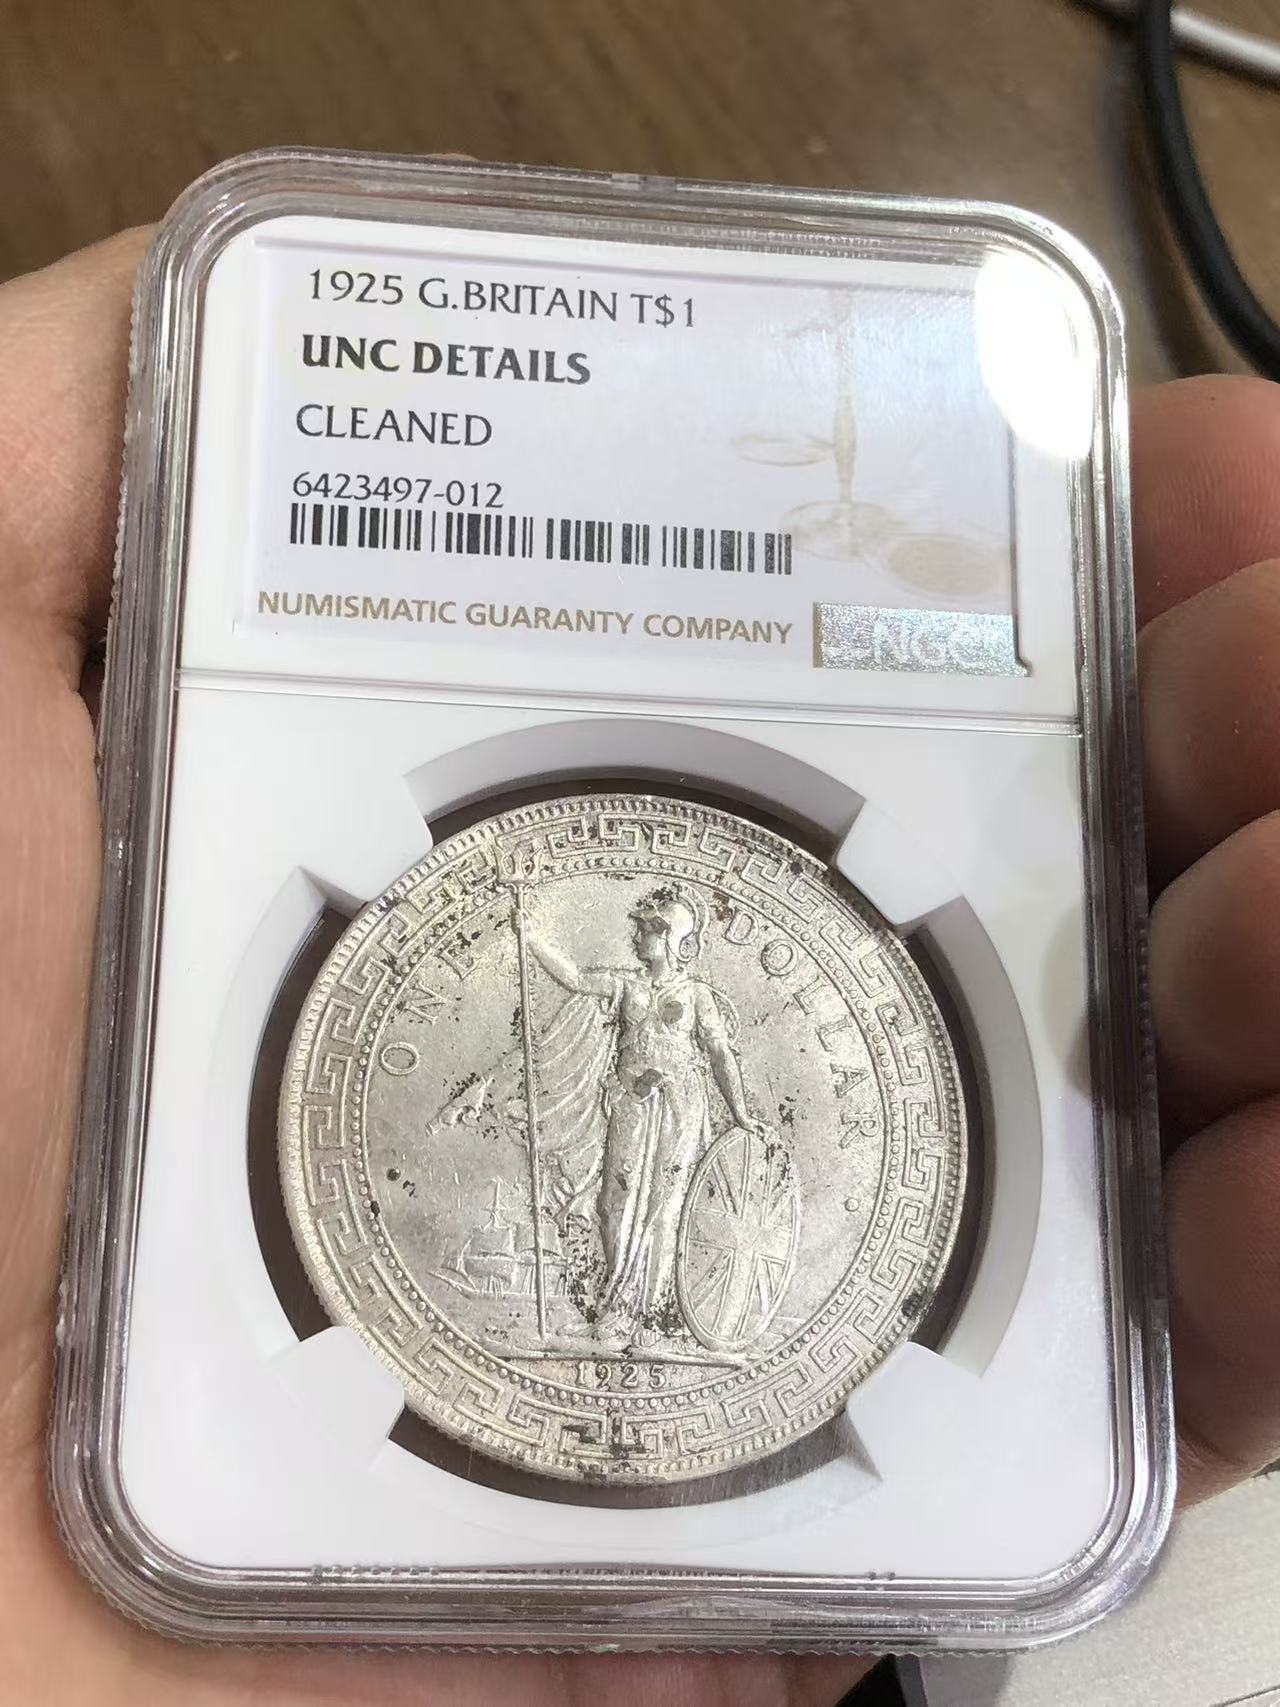 1925 G.BRITAIN T$1
UNC DETAILS
CLEANED
6423497-012
NUMISMATIC GUARANTY COMPANY
NGC
ONE DOLLAR
1925